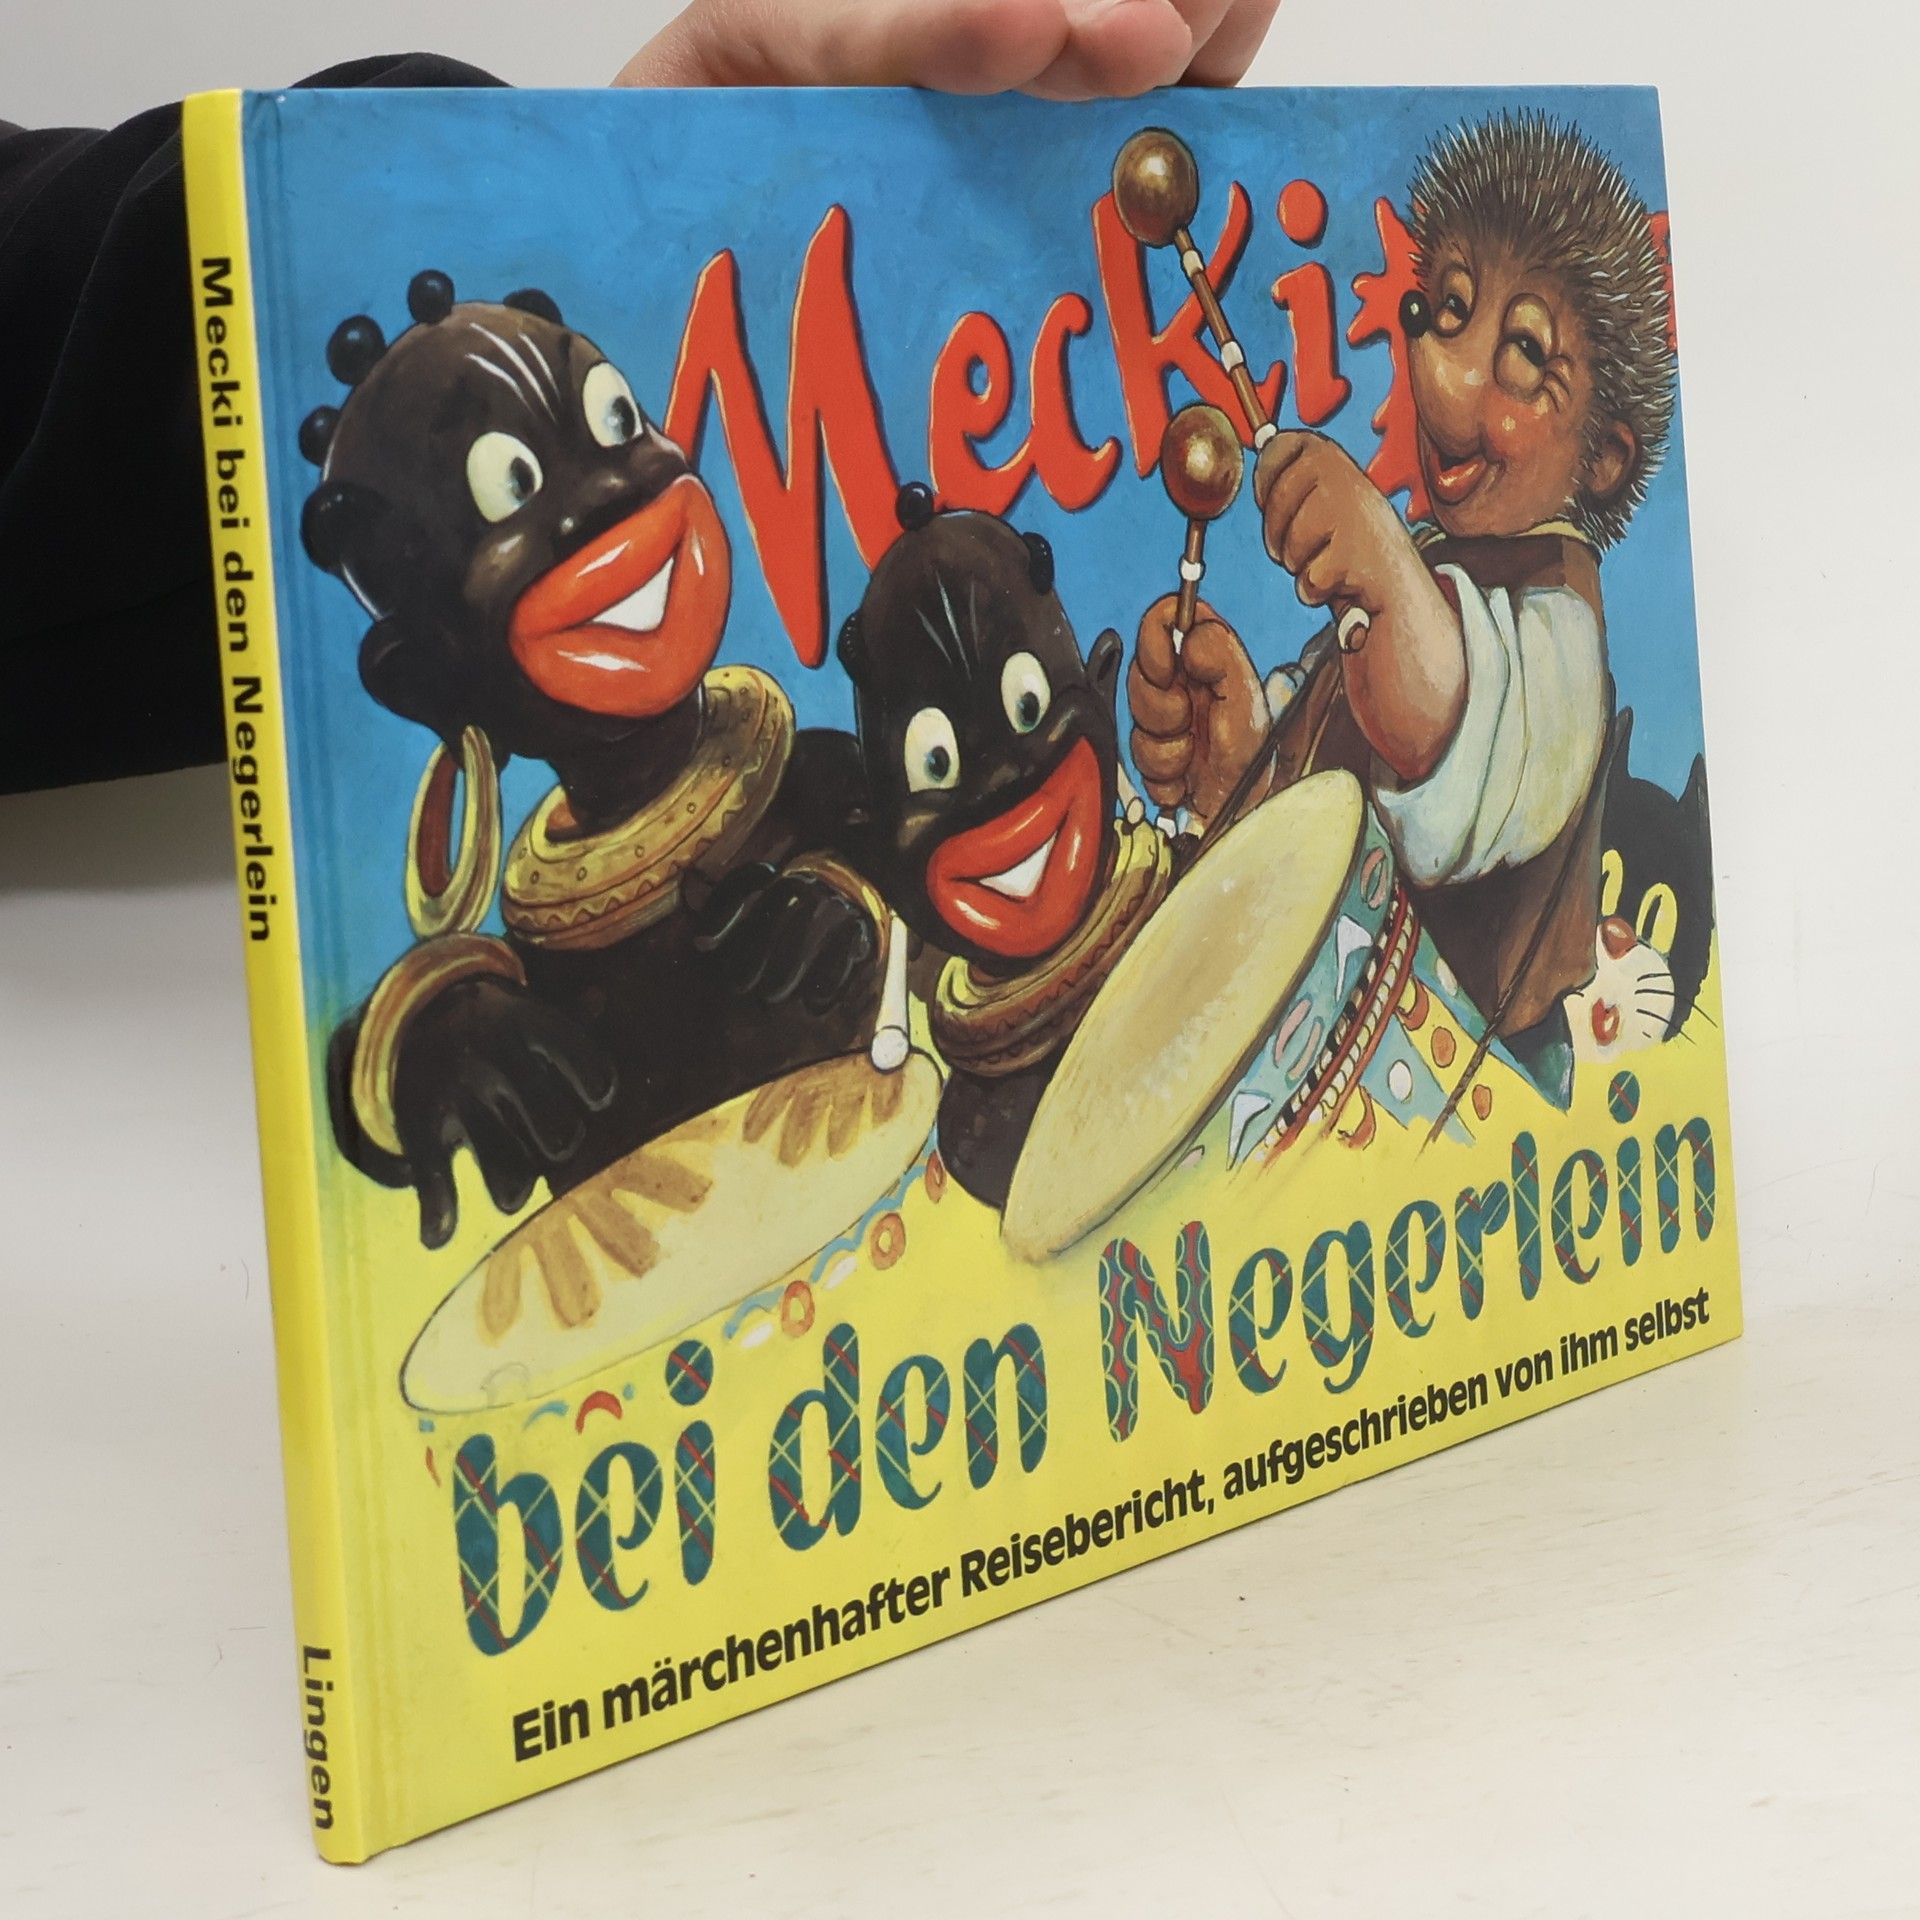 Mecki
bei den Negerlein
Ein märchenhafter Reisebericht, aufgeschrieben von ihm selbst
Mecki bei den Negerlein
Lingen